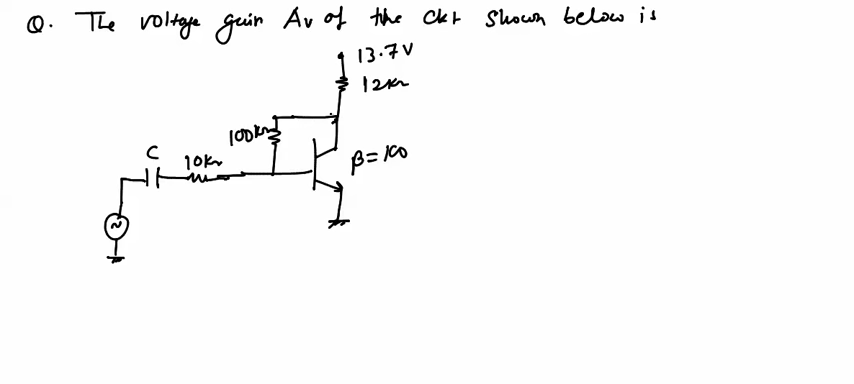 Q. The voltage gain Av of the ckt shown below is
13.7V
12kΩ
100kΩ
C
10kΩ
β = 100
~